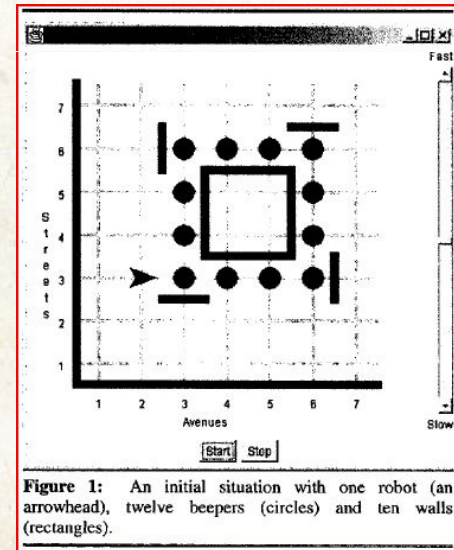 Fast
7
6
5
4
3
2
1
Streets
1 2 3 4 5 6 7
Avenues
Slow
Start Stop
Figure 1: An initial situation with one robot (an
arrowhead), twelve beepers (circles) and ten walls
(rectangles).